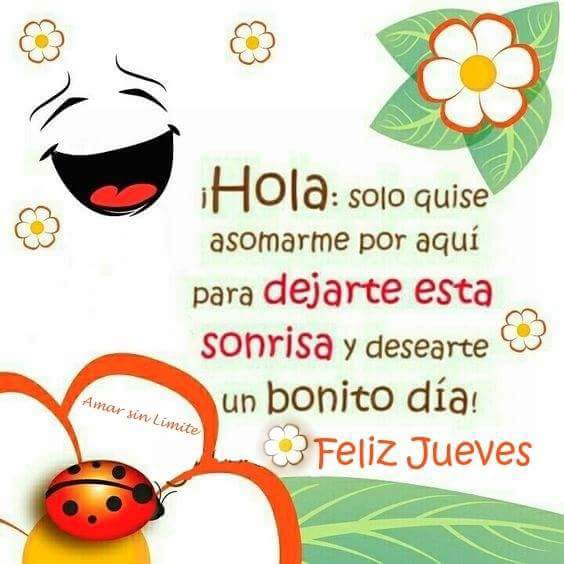 ¡Hola: solo quise
asomarme por aquí
para dejarte esta
sonrisa y desearte
un bonito día!
Feliz Jueves
Amar sin Limite